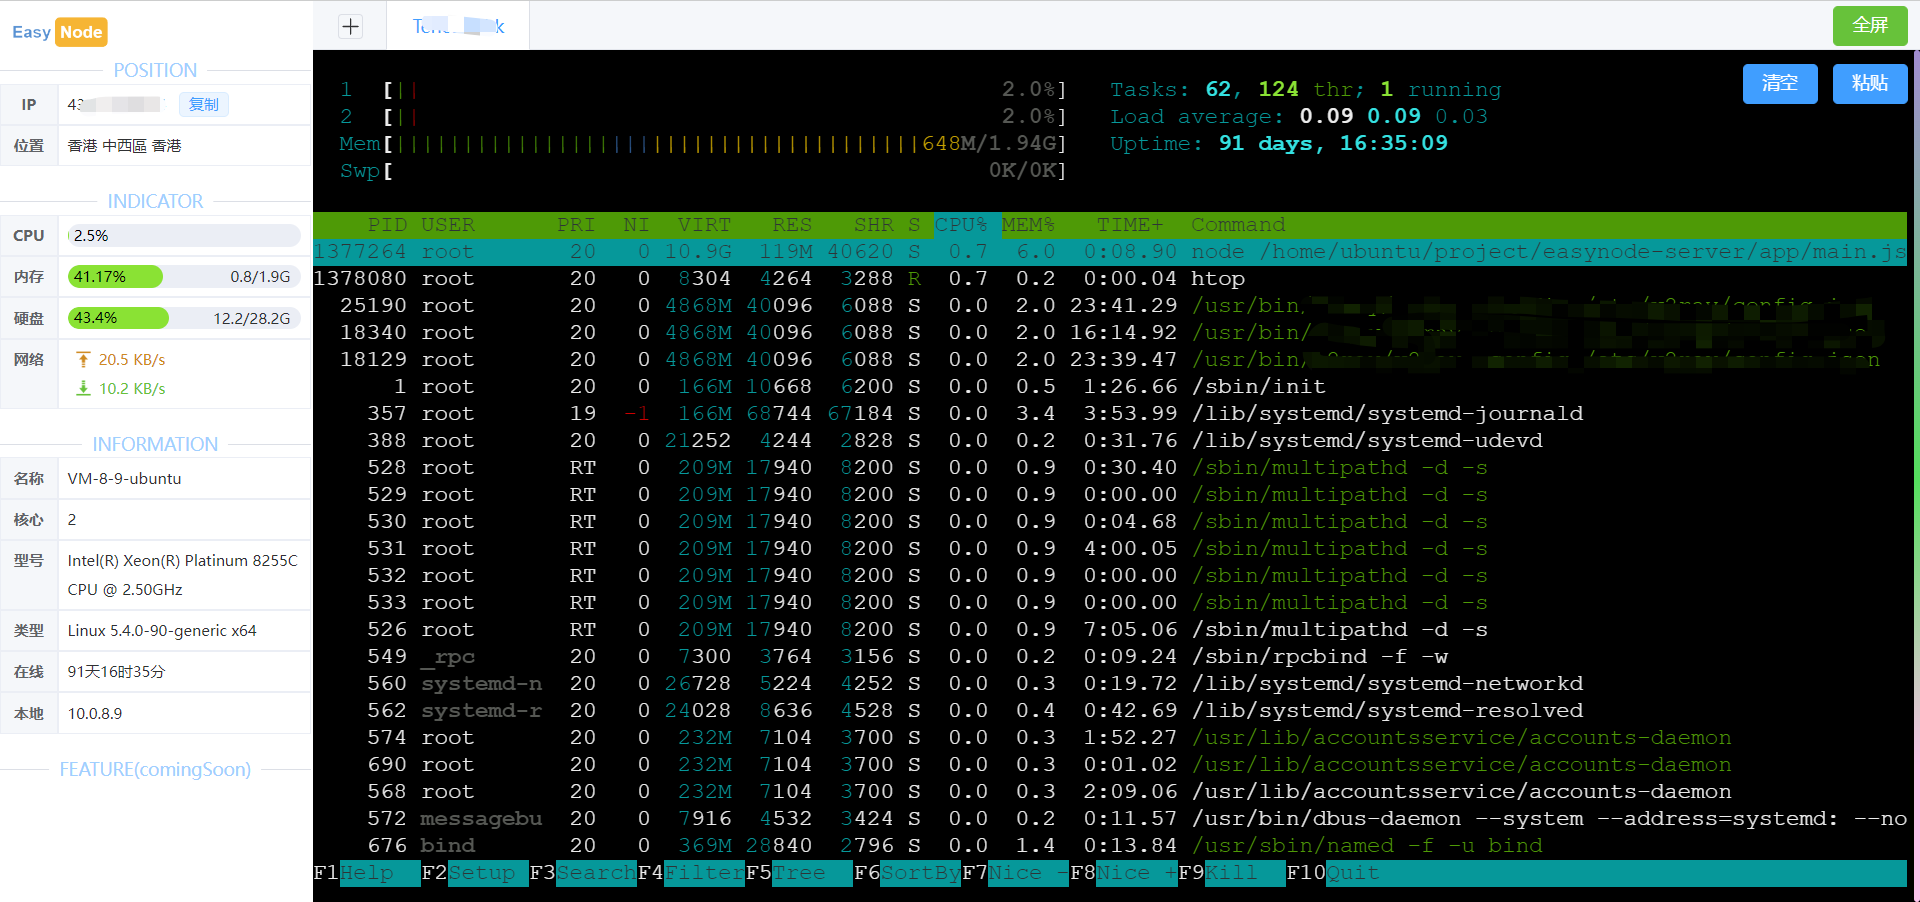 Easy Node
POSITION
IP 43 复制
位置 香港 中西區 香港
INDICATOR
CPU 2.5%
内存 41.17% 0.8/1.9G
硬盘 43.4% 12.2/28.2G
网络 20.5 KB/s
10.2 KB/s
INFORMATION
名称 VM-8-9-ubuntu
核心 2
型号 Intel(R) Xeon(R) Platinum 8255C
CPU @ 2.50GHz
类型 Linux 5.4.0-90-generic x64
在线 91天16时35分
本地 10.0.8.9
FEATURE(comingSoon)
全屏
清空 粘贴
1 [|| 2.0%] Tasks: 62, 124 thr; 1 running
2 [|| 2.0%] Load average: 0.09 0.09 0.03
Mem[|||||||||||||||||||||||||||||||||||||||648M/1.94G] Uptime: 91 days, 16:35:09
Swp[ 0K/0K]
PID USER PRI NI VIRT RES SHR S CPU% MEM% TIME+ Command
1377264 root 20 0 10.9G 119M 40620 S 0.7 6.0 0:08.90 node /home/ubuntu/project/easynode-server/app/main.js
1378080 root 20 0 8304 4264 3288 R 0.7 0.2 0:00.04 htop
25190 root 20 0 4868M 40096 6088 S 0.0 2.0 23:41.29 /usr/bin/
18340 root 20 0 4868M 40096 6088 S 0.0 2.0 16:14.92 /usr/bin/
18129 root 20 0 4868M 40096 6088 S 0.0 2.0 23:39.47 /usr/bin/
1 root 20 0 166M 10668 6200 S 0.0 0.5 1:26.66 /sbin/init
357 root 19 -1 166M 68744 67184 S 0.0 3.4 3:53.99 /lib/systemd/systemd-journald
388 root 20 0 21252 4244 2828 S 0.0 0.2 0:31.76 /lib/systemd/systemd-udevd
528 root RT 0 209M 17940 8200 S 0.0 0.9 0:30.40 /sbin/multipathd -d -s
529 root RT 0 209M 17940 8200 S 0.0 0.9 0:00.00 /sbin/multipathd -d -s
530 root RT 0 209M 17940 8200 S 0.0 0.9 0:04.68 /sbin/multipathd -d -s
531 root RT 0 209M 17940 8200 S 0.0 0.9 4:00.05 /sbin/multipathd -d -s
532 root RT 0 209M 17940 8200 S 0.0 0.9 0:00.00 /sbin/multipathd -d -s
533 root RT 0 209M 17940 8200 S 0.0 0.9 0:00.00 /sbin/multipathd -d -s
526 root RT 0 209M 17940 8200 S 0.0 0.9 7:05.06 /sbin/multipathd -d -s
549 _rpc 20 0 7300 3764 3156 S 0.0 0.2 0:09.24 /sbin/rpcbind -f -w
560 systemd-n 20 0 26728 5224 4252 S 0.0 0.3 0:19.72 /lib/systemd/systemd-networkd
562 systemd-r 20 0 24028 8636 4528 S 0.0 0.4 0:42.69 /lib/systemd/systemd-resolved
574 root 20 0 232M 7104 3700 S 0.0 0.3 1:52.27 /usr/lib/accountsservice/accounts-daemon
690 root 20 0 232M 7104 3700 S 0.0 0.3 0:01.02 /usr/lib/accountsservice/accounts-daemon
568 root 20 0 232M 7104 3700 S 0.0 0.3 2:09.06 /usr/lib/accountsservice/accounts-daemon
572 messagebu 20 0 7916 4532 3424 S 0.0 0.2 0:11.57 /usr/bin/dbus-daemon --system --address=systemd: --no
676 bind 20 0 369M 28840 2796 S 0.0 1.4 0:13.84 /usr/sbin/named -f -u bind
F1Help F2Setup F3SearchF4FilterF5Tree F6SortByF7Nice -F8Nice +F9Kill F10Quit